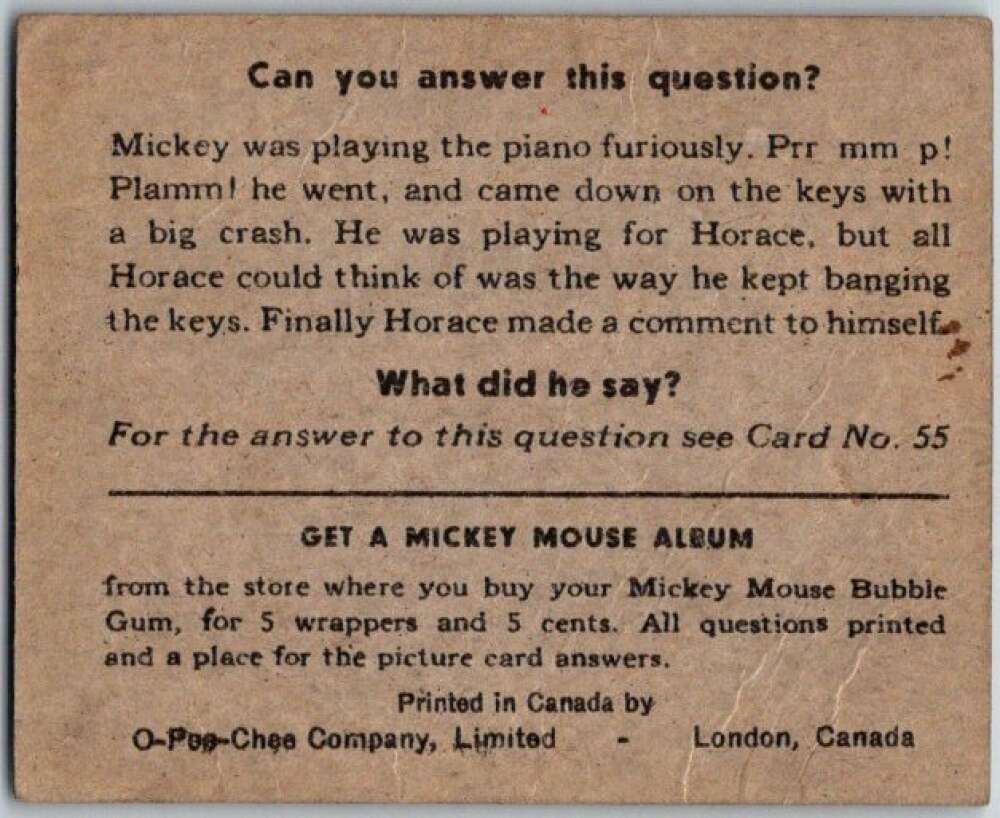 Can you answer this question?
Mickey was playing the piano furiously. Prr mm p!
Plamm! he went, and came down on the keys with
a big crash. He was playing for Horace, but all
Horace could think of was the way he kept banging
the keys. Finally Horace made a comment to himself.
What did he say?
For the answer to this question see Card No. 55
GET A MICKEY MOUSE ALBUM
from the store where you buy your Mickey Mouse Bubble
Gum, for 5 wrappers and 5 cents. All questions printed
and a place for the picture card answers.
Printed in Canada by
O-Pee-Chee Company, Limited - London, Canada